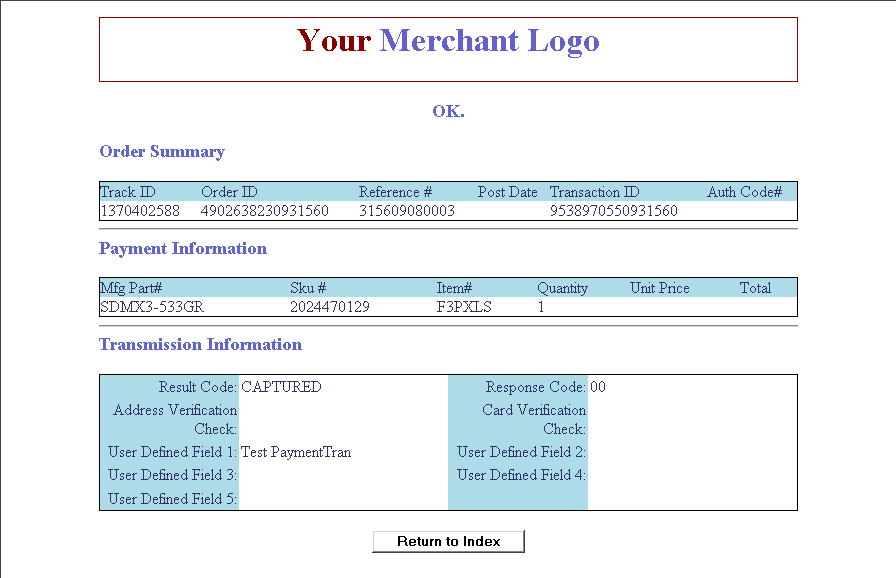 Your Merchant Logo
OK.
Order Summary
Track ID Order ID Reference # Post Date Transaction ID Auth Code#
1370402588 4902638230931560 315609080003 9538970550931560
Payment Information
Mfg Part# Sku # Item# Quantity Unit Price Total
SDMX3-533GR 2024470129 F3PXLS 1
Transmission Information
Result Code: CAPTURED Response Code: 00
Address Verification Card Verification
Check: Check:
User Defined Field 1: Test PaymentTran User Defined Field 2:
User Defined Field 3: User Defined Field 4:
User Defined Field 5:
Return to Index